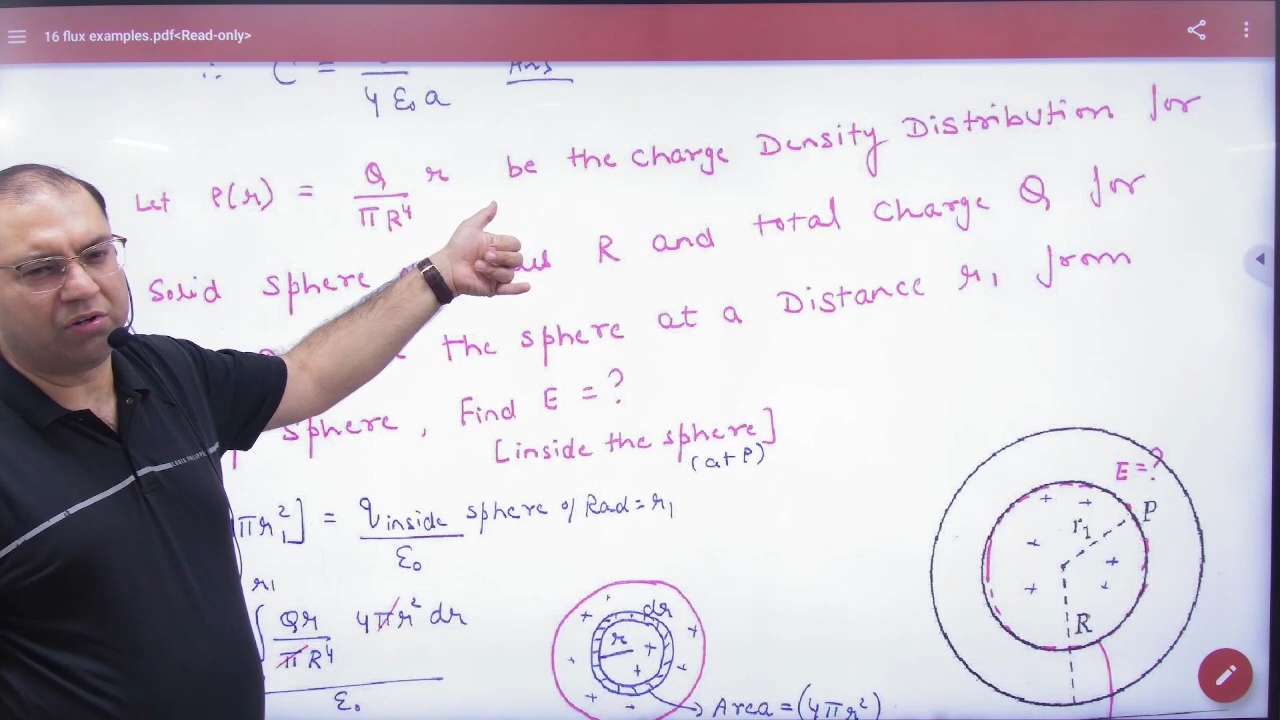 16 flux examples.pdf<Read-only>
∴ C =
4 ε₀ a
Ans
Let ρ(r) = Q/πR⁴ r be the charge Density Distribution for
Solid sphere R and total charge Q for
the sphere at a Distance r₁ from
sphere, Find E = ?
[inside the sphere]
(at P)
πr₁²] = q inside sphere of Rad = r₁
ε₀
r₁
∫ Qr/πR⁴ 4πr² dr
ε₀
dr
r
Area = (4πr²)
E = ?
P
r₁
R
LOUIS PHILIPPE